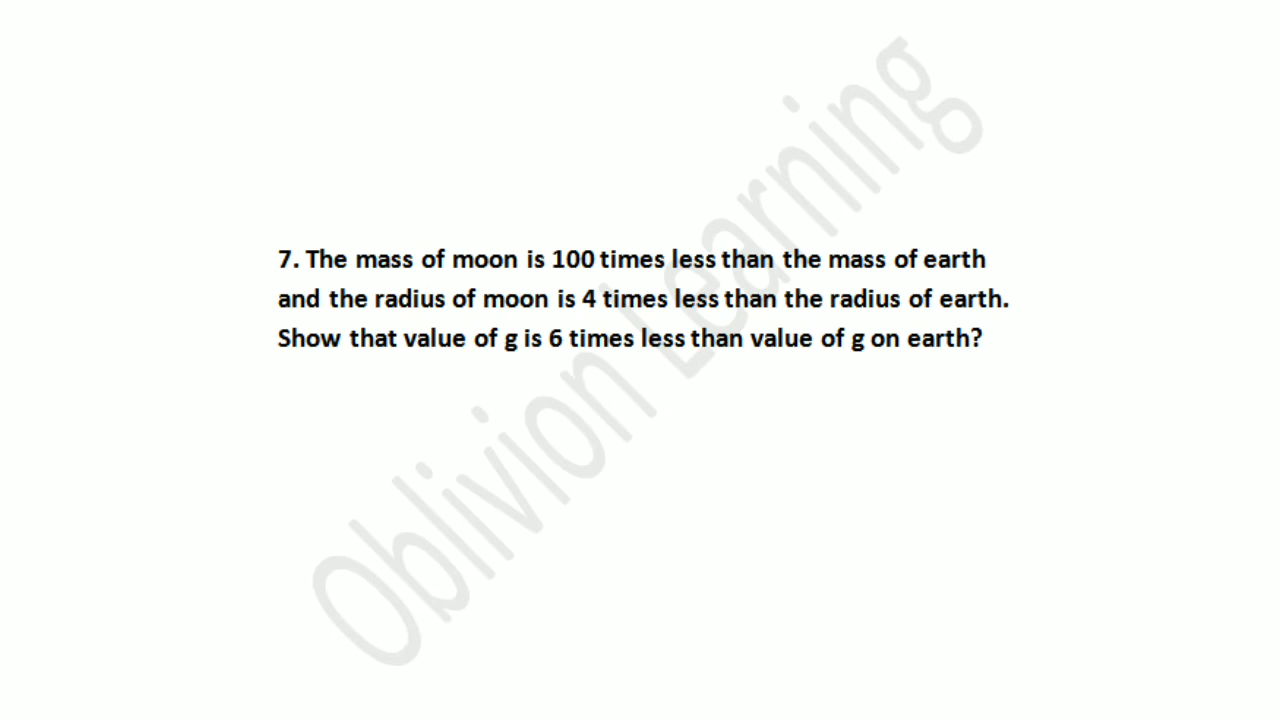 7. The mass of moon is 100 times less than the mass of earth
and the radius of moon is 4 times less than the radius of earth.
Show that value of g is 6 times less than value of g on earth?
Oblivion Learning